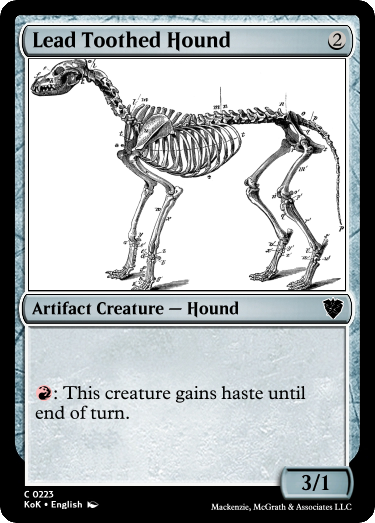 Lead Toothed Hound
2
Artifact Creature — Hound
: This creature gains haste until
end of turn.
3/1
C 0223
KoK • English
Mackenzie, McGrath & Associates LLC